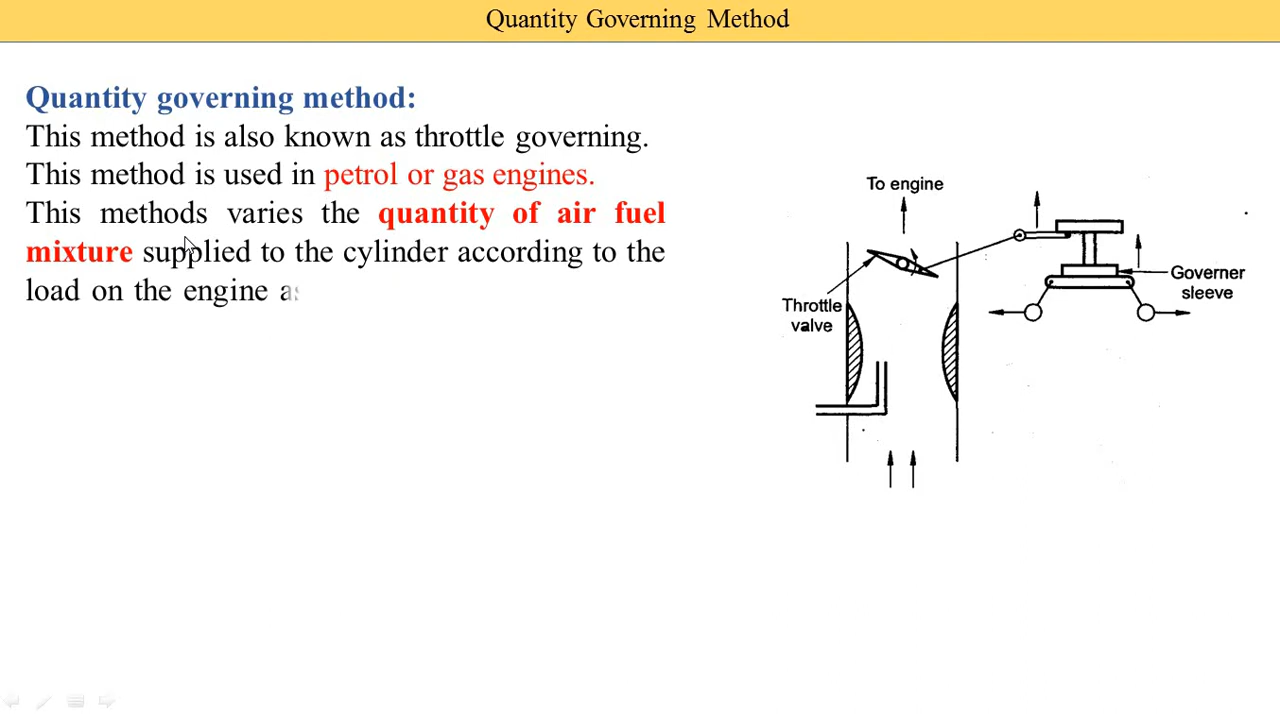 Quantity Governing Method
Quantity governing method:
This method is also known as throttle governing.
This method is used in petrol or gas engines.
This methods varies the quantity of air fuel
mixture supplied to the cylinder according to the
load on the engine as
To engine
Throttle
valve
Governer
sleeve